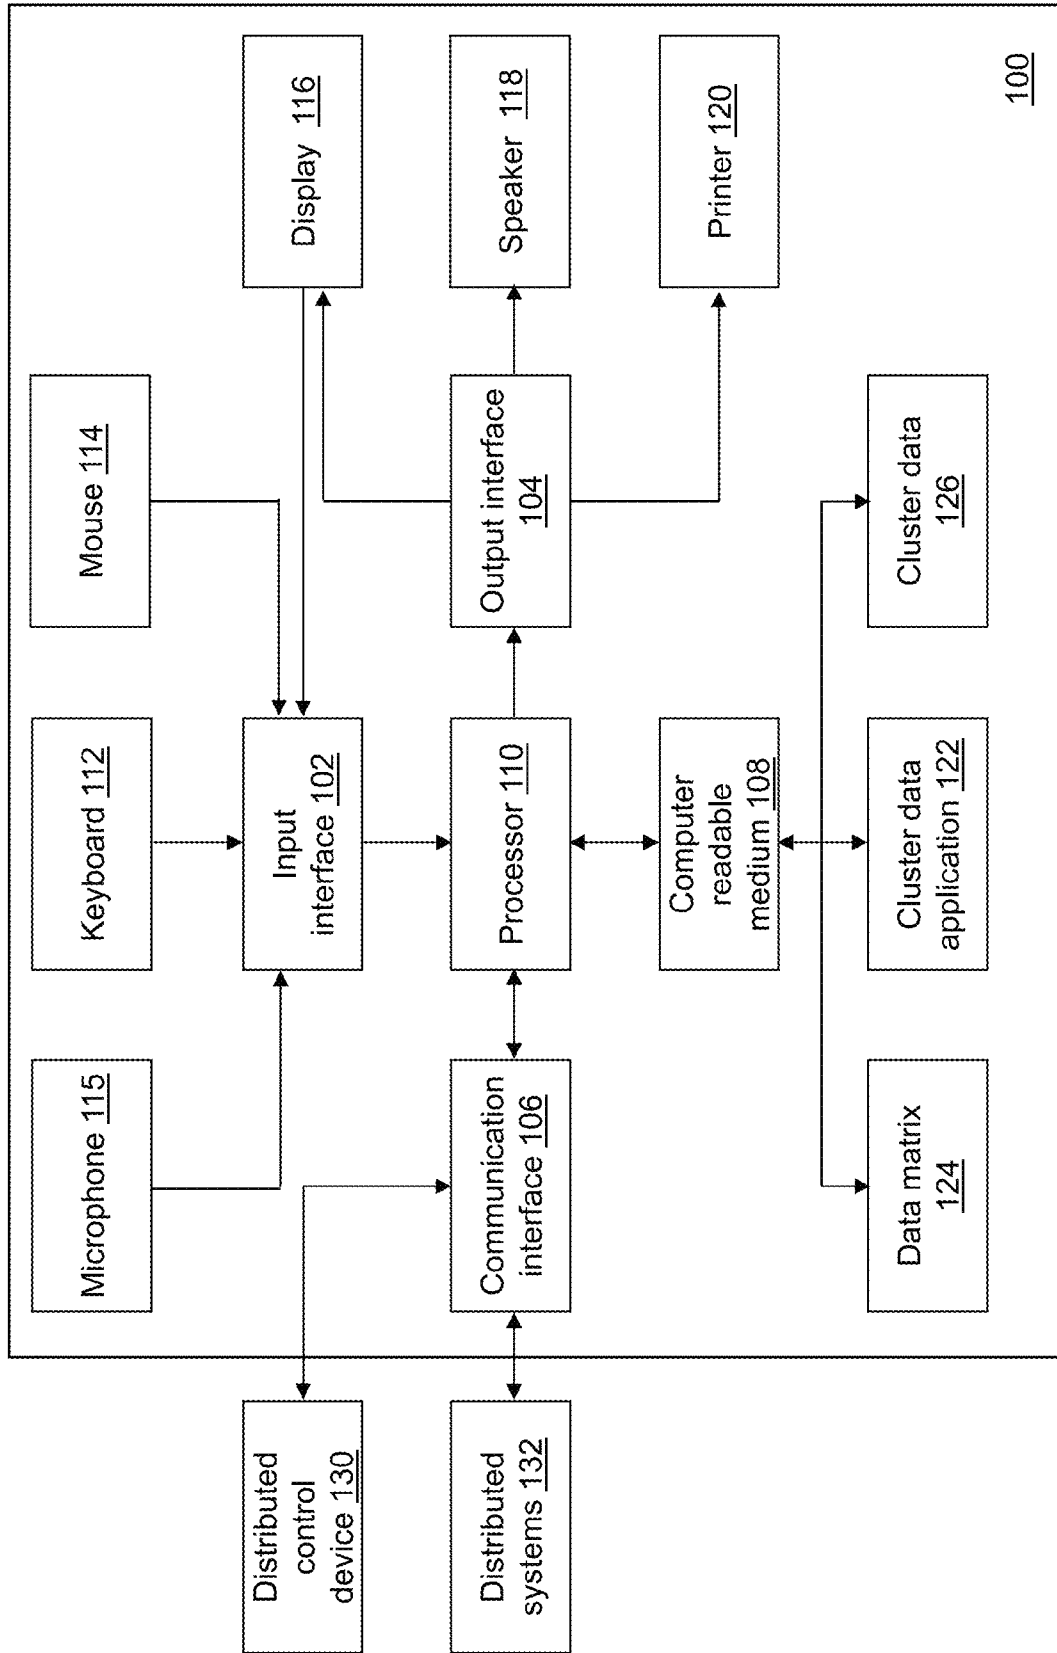 Microphone 115
Keyboard 112
Mouse 114
Distributed
control
device 130
Input
interface 102
Display 116
Distributed
systems 132
Communication
interface 106
Processor 110
Output interface
104
Speaker 118
Computer
readable
medium 108
Printer 120
Data matrix
124
Cluster data
application 122
Cluster data
126
100